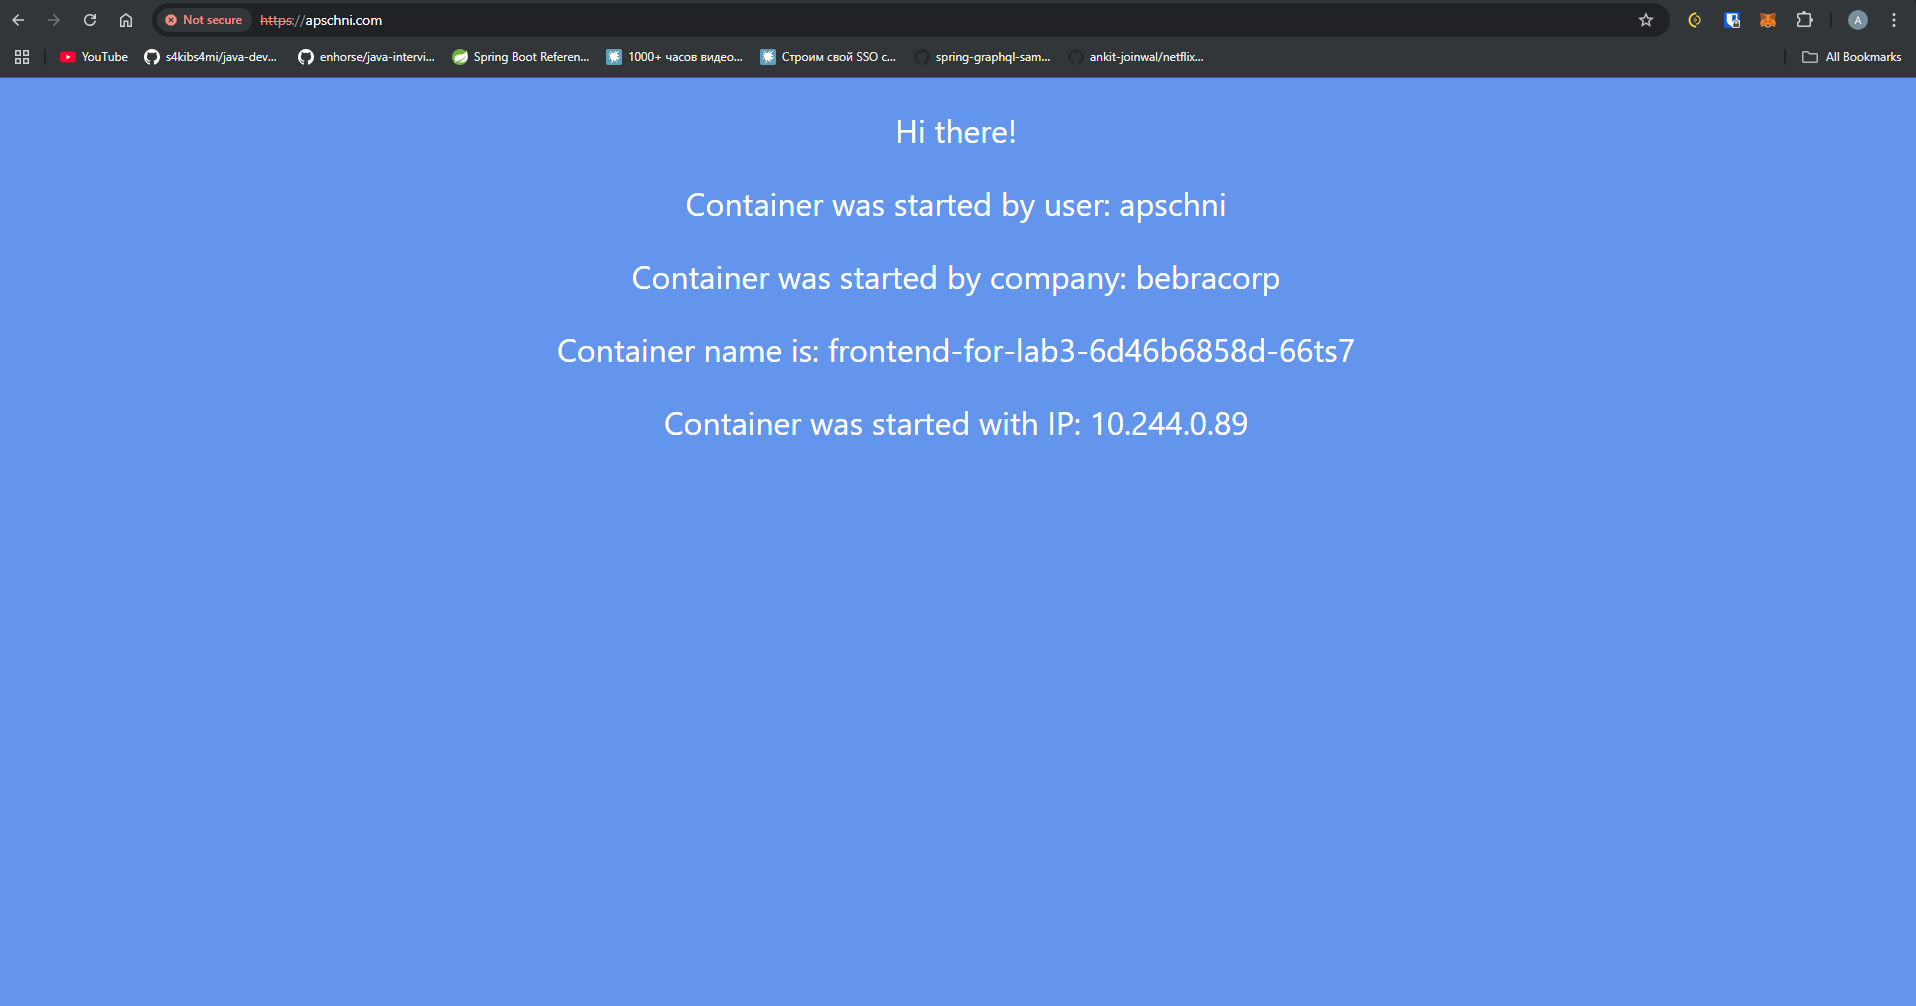 Not secure https://apschni.com A
YouTube s4kibs4mi/java-dev... enhorse/java-intervi... Spring Boot Referen... 1000+ часов видео... Строим свой SSO с... spring-graphql-sam... ankit-joinwal/netflix... All Bookmarks
Hi there!
Container was started by user: apschni
Container was started by company: bebracorp
Container name is: frontend-for-lab3-6d46b6858d-66ts7
Container was started with IP: 10.244.0.89